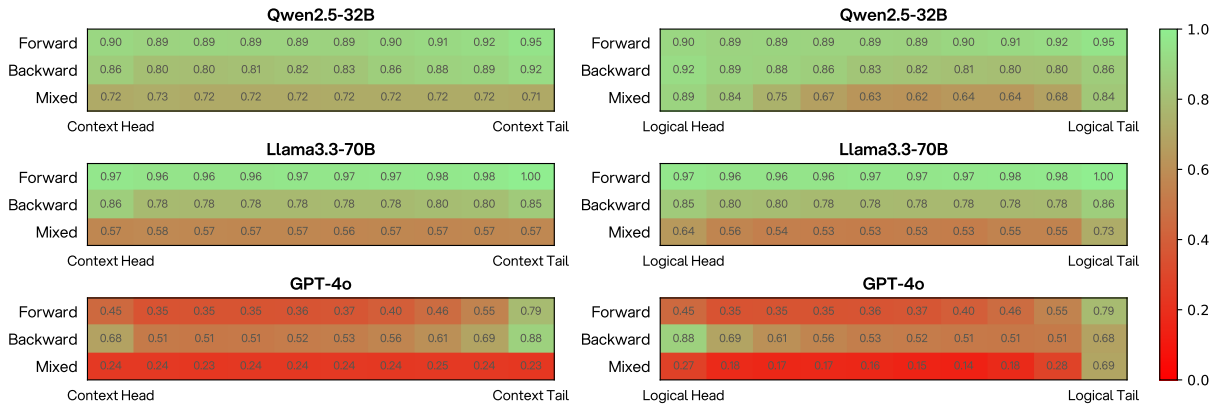 Qwen2.5-32B
Forward 0.90 0.89 0.89 0.89 0.89 0.89 0.90 0.91 0.92 0.95
Backward 0.86 0.80 0.80 0.81 0.82 0.83 0.86 0.88 0.89 0.92
Mixed 0.72 0.73 0.72 0.72 0.72 0.72 0.72 0.72 0.72 0.71
Context Head Context Tail
Qwen2.5-32B
Forward 0.90 0.89 0.89 0.89 0.89 0.89 0.90 0.91 0.92 0.95
Backward 0.92 0.89 0.88 0.86 0.83 0.82 0.81 0.80 0.80 0.86
Mixed 0.89 0.84 0.75 0.67 0.63 0.62 0.64 0.64 0.68 0.84
Logical Head Logical Tail
Llama3.3-70B
Forward 0.97 0.96 0.96 0.96 0.97 0.97 0.97 0.98 0.98 1.00
Backward 0.86 0.78 0.78 0.78 0.78 0.78 0.78 0.80 0.80 0.85
Mixed 0.57 0.58 0.57 0.57 0.57 0.56 0.57 0.57 0.57 0.57
Context Head Context Tail
Llama3.3-70B
Forward 0.97 0.96 0.96 0.96 0.97 0.97 0.97 0.98 0.98 1.00
Backward 0.85 0.80 0.80 0.78 0.78 0.78 0.78 0.78 0.78 0.86
Mixed 0.64 0.56 0.54 0.53 0.53 0.53 0.53 0.55 0.55 0.73
Logical Head Logical Tail
GPT-4o
Forward 0.45 0.35 0.35 0.35 0.36 0.37 0.40 0.46 0.55 0.79
Backward 0.68 0.51 0.51 0.51 0.52 0.53 0.56 0.61 0.69 0.88
Mixed 0.24 0.24 0.23 0.24 0.24 0.24 0.24 0.25 0.24 0.23
Context Head Context Tail
GPT-4o
Forward 0.45 0.35 0.35 0.35 0.36 0.37 0.40 0.46 0.55 0.79
Backward 0.88 0.69 0.61 0.56 0.53 0.52 0.51 0.51 0.51 0.68
Mixed 0.27 0.18 0.17 0.17 0.16 0.15 0.14 0.18 0.28 0.69
Logical Head Logical Tail
1.0
0.8
0.6
0.4
0.2
0.0